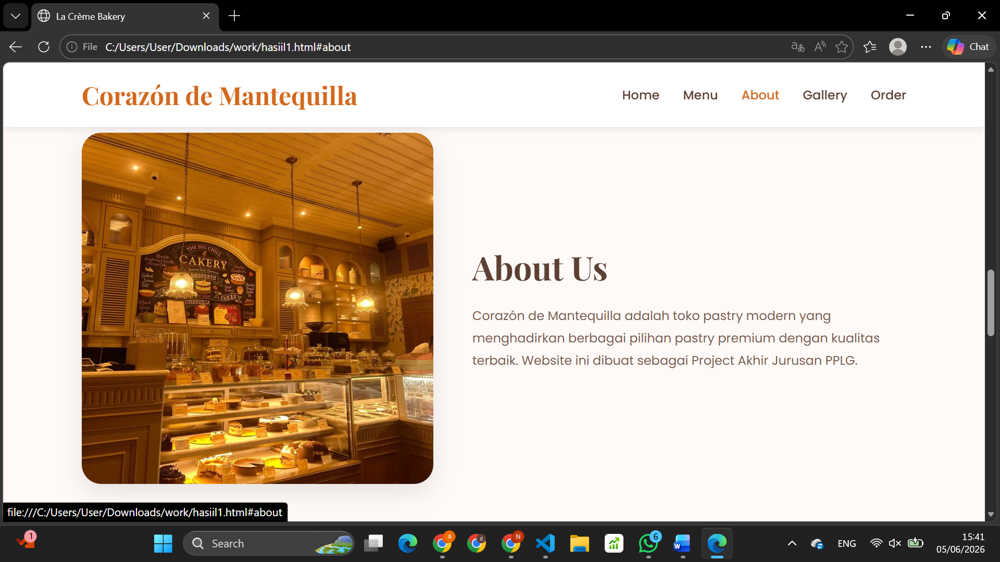 La Crème Bakery
File C:/Users/User/Downloads/work/hasiil1.html#about
Chat
Corazón de Mantequilla
Home Menu About Gallery Order
THE BIG CHILL
CAKERY
DESSERTS
CAKES
About Us
Corazón de Mantequilla adalah toko pastry modern yang
menghadirkan berbagai pilihan pastry premium dengan kualitas
terbaik. Website ini dibuat sebagai Project Akhir Jurusan PPLG.
file:///C:/Users/User/Downloads/work/hasiil1.html#about
1
Search
a
d
N
6
ENG
15:41
05/06/2026